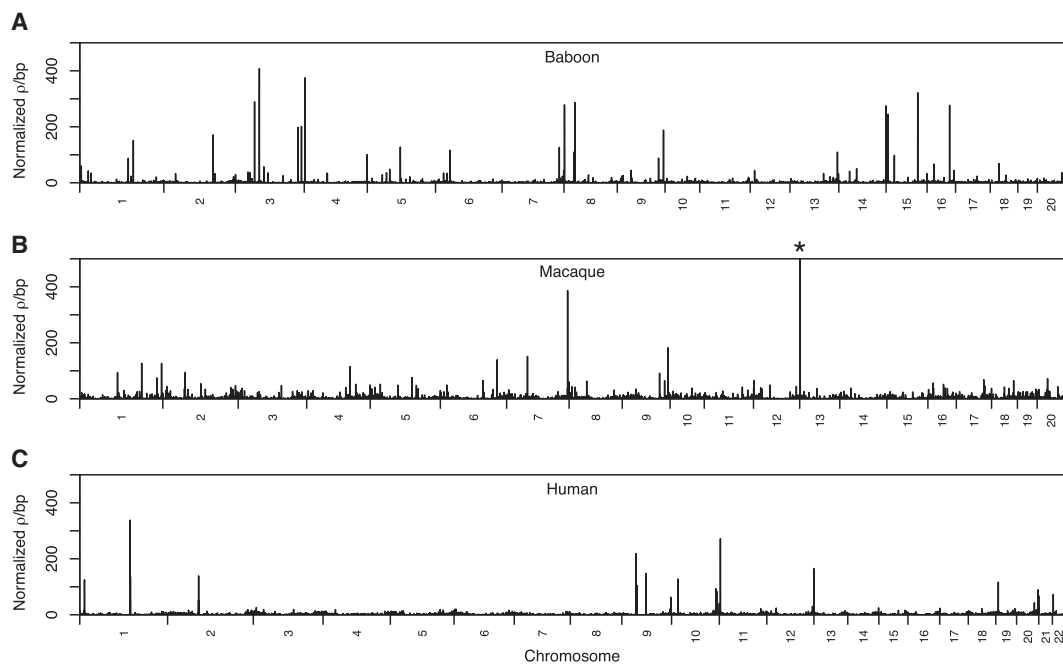 A
Baboon
Normalized ρ/bp
400
200
0
1 2 3 4 5 6 7 8 9 10 11 12 13 14 15 16 17 18 19 20
B
*
Macaque
Normalized ρ/bp
400
200
0
1 2 3 4 5 6 7 8 9 10 11 12 13 14 15 16 17 18 19 20
C
Human
Normalized ρ/bp
400
200
0
1 2 3 4 5 6 7 8 9 10 11 12 13 14 15 16 17 18 19 20 21 22
Chromosome